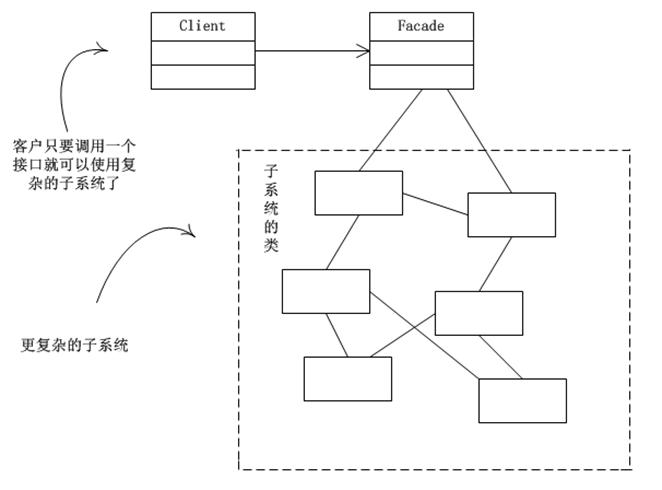 Client
Facade
客户只要调用一个
接口就可以使用复
杂的子系统了
子系统的类
更复杂的子系统